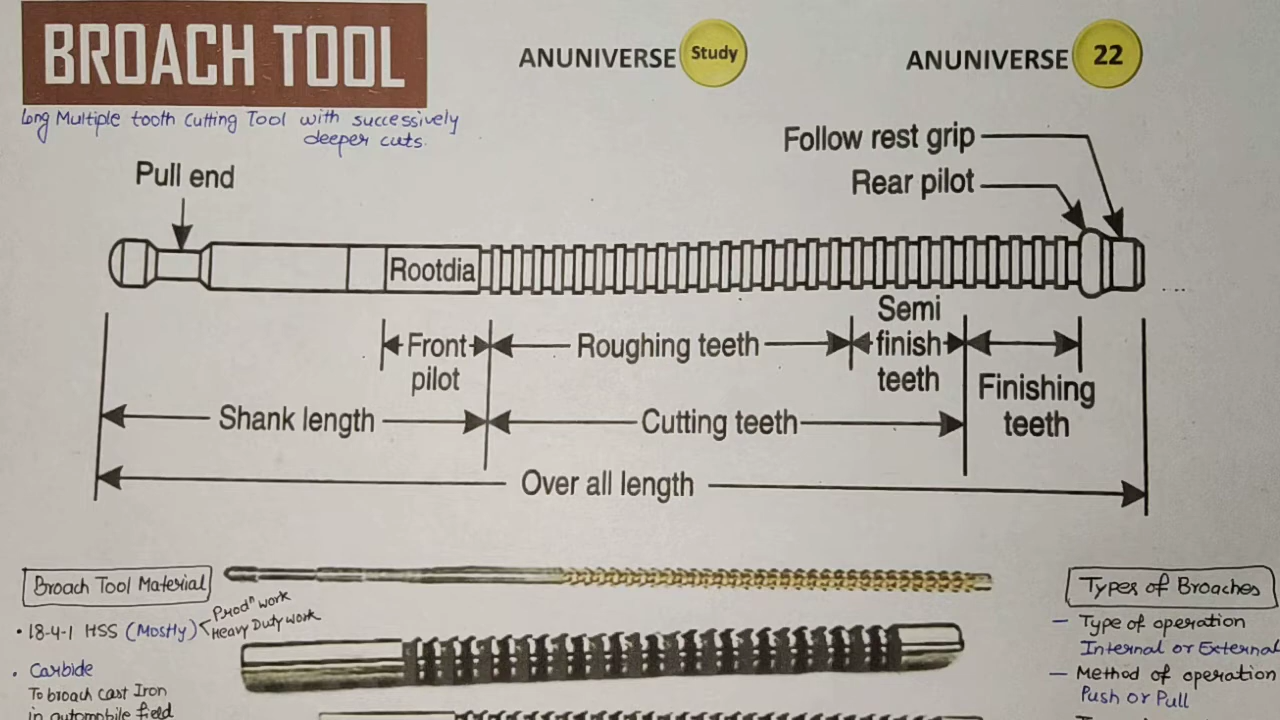 BROACH TOOL
ANUNIVERSE Study
ANUNIVERSE 22
Long Multiple tooth Cutting Tool with successively
deeper cuts.
Pull end
Follow rest grip
Rear pilot
Rootdia
Front
pilot
Roughing teeth
Semi
finish
teeth
Finishing
teeth
Shank length
Cutting teeth
Over all length
Broach Tool Material
• 18-4-1 HSS (Mostly)
Prodⁿ work
Heavy Duty work
• Carbide
To broach cast Iron
in automobile field
Types of Broaches
— Type of operation
Internal or External
— Method of operation
Push or Pull